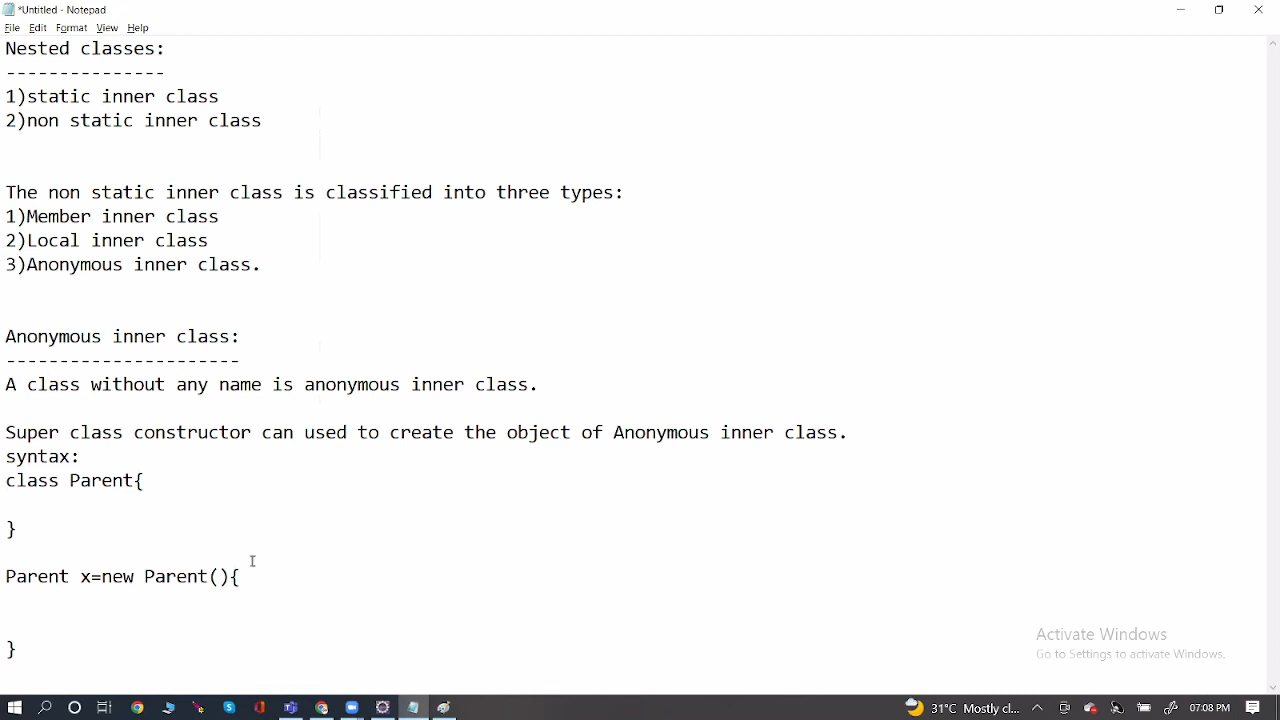 *Untitled - Notepad
File Edit Format View Help
Nested classes:
---------------
1)static inner class
2)non static inner class
The non static inner class is classified into three types:
1)Member inner class
2)Local inner class
3)Anonymous inner class.
Anonymous inner class:
----------------------
A class without any name is anonymous inner class.
Super class constructor can used to create the object of Anonymous inner class.
syntax:
class Parent{
}
Parent x=new Parent(){
}
Activate Windows
Go to Settings to activate Windows.
31°C Mostly cl... 07:08 PM